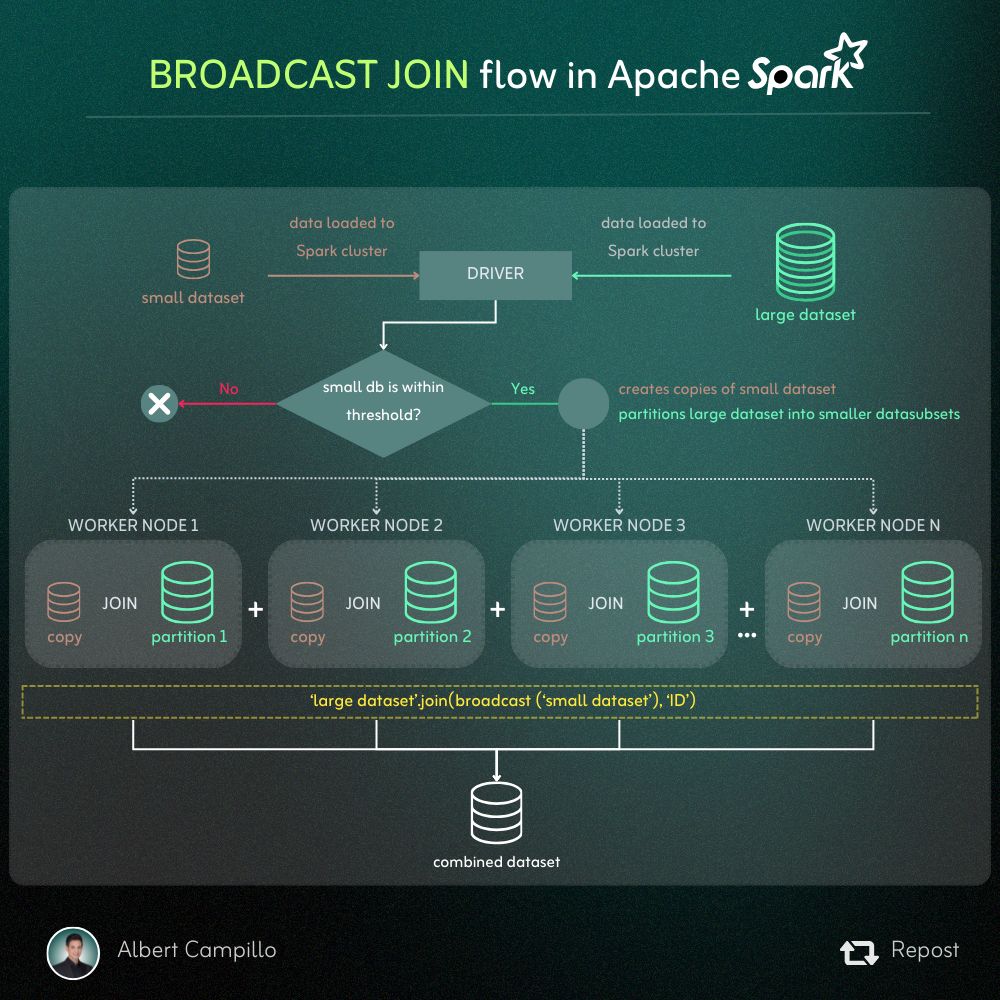 BROADCAST JOIN flow in Apache Spark
data loaded to
Spark cluster
data loaded to
Spark cluster
DRIVER
small dataset
large dataset
small db is within
threshold?
No
Yes
creates copies of small dataset
partitions large dataset into smaller datasubsets
WORKER NODE 1
WORKER NODE 2
WORKER NODE 3
WORKER NODE N
JOIN
copy
partition 1
+
JOIN
copy
partition 2
+
JOIN
copy
partition 3
+
...
JOIN
copy
partition n
‘large dataset’.join(broadcast (‘small dataset’), ‘ID’)
combined dataset
Albert Campillo
Repost